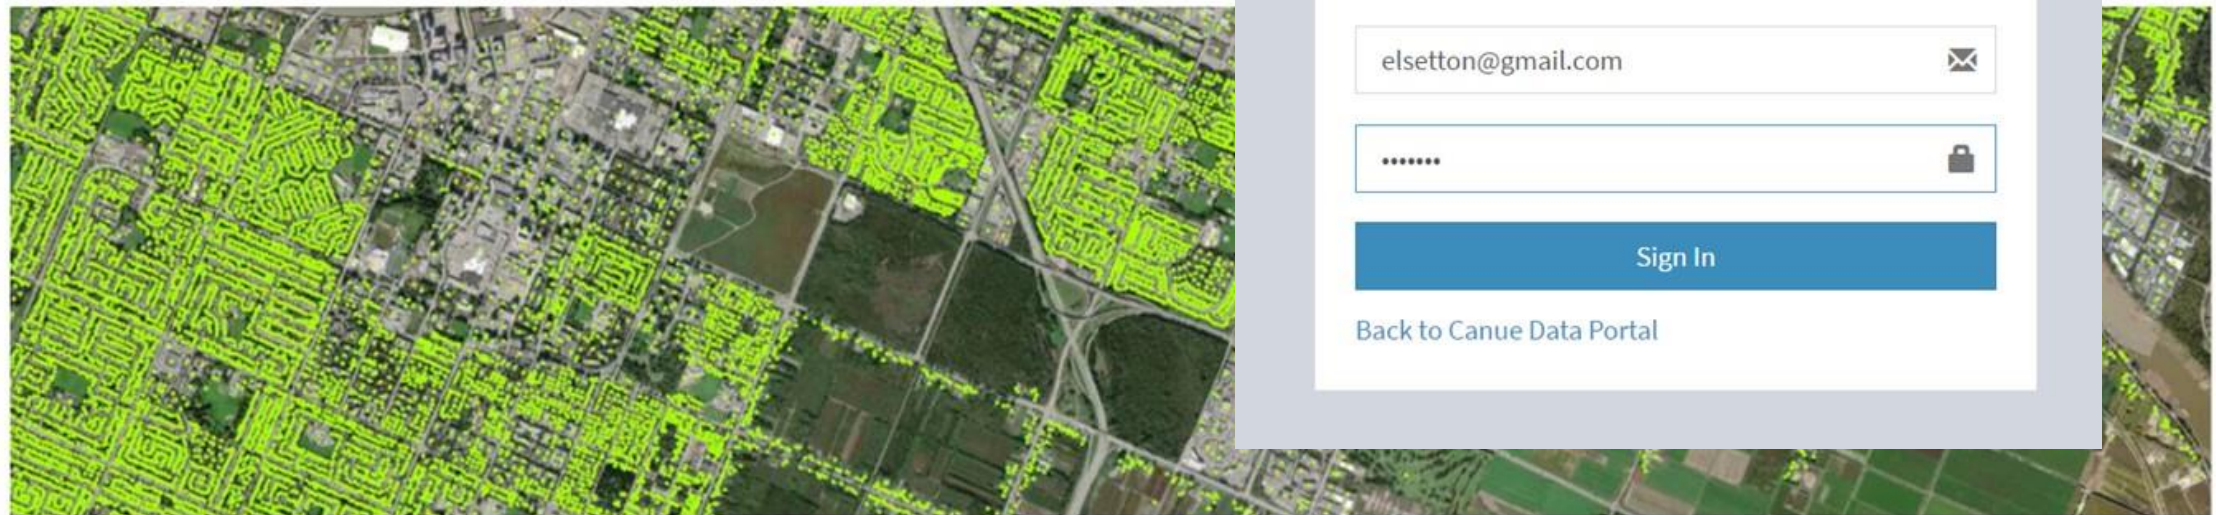 elsetton@gmail.com
•••••••
Sign In
Back to Canue Data Portal